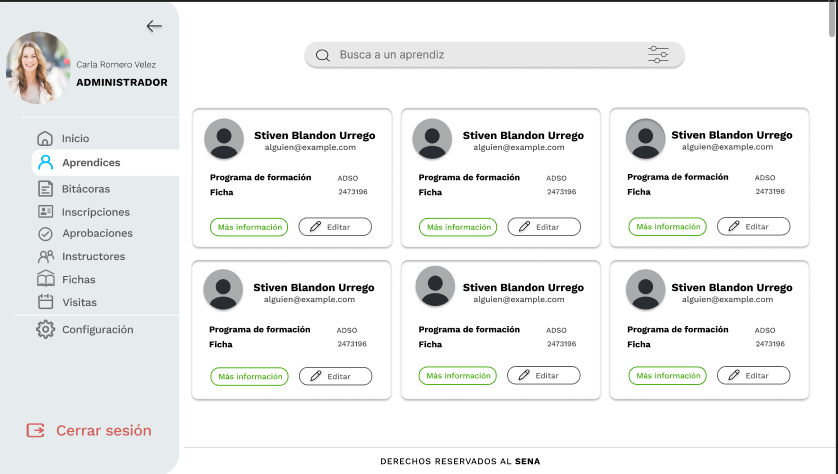 Carla Romero Velez
ADMINISTRADOR
Inicio
Aprendices
Bitácoras
Inscripciones
Aprobaciones
Instructores
Fichas
Visitas
Configuración
Cerrar sesión
Busca a un aprendiz
Stiven Blandon Urrego
alguien@example.com
Programa de formación ADSO
Ficha 2473196
Más información Editar
Stiven Blandon Urrego
alguien@example.com
Programa de formación ADSO
Ficha 2473196
Más información Editar
Stiven Blandon Urrego
alguien@example.com
Programa de formación ADSO
Ficha 2473196
Más información Editar
Stiven Blandon Urrego
alguien@example.com
Programa de formación ADSO
Ficha 2473196
Más información Editar
Stiven Blandon Urrego
alguien@example.com
Programa de formación ADSO
Ficha 2473196
Más información Editar
Stiven Blandon Urrego
alguien@example.com
Programa de formación ADSO
Ficha 2473196
Más información Editar
DERECHOS RESERVADOS AL SENA